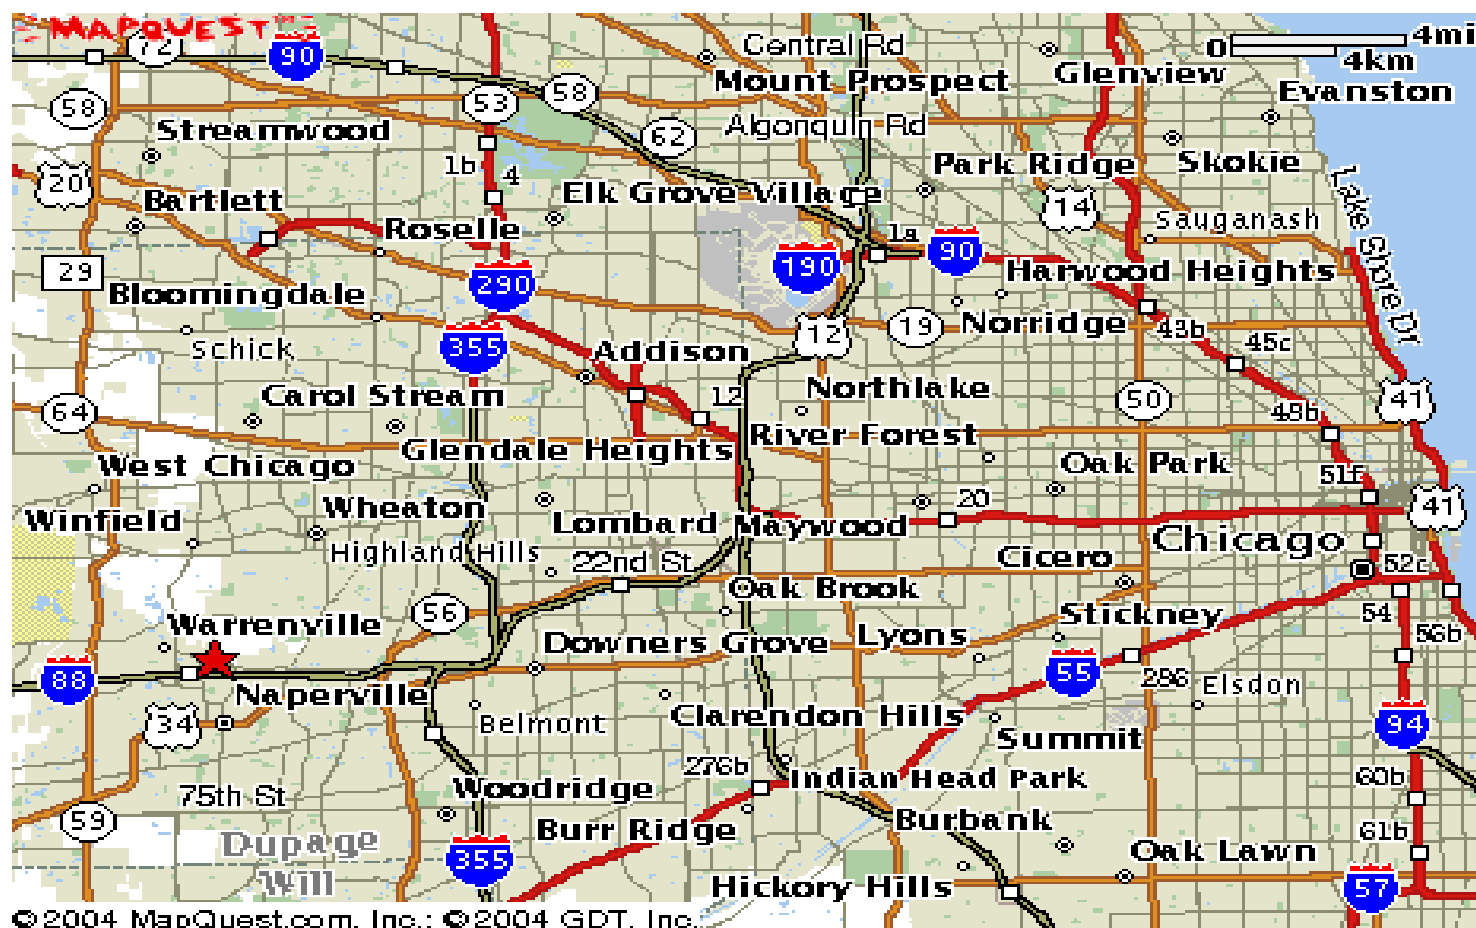 MAPQUEST
72
90
Central Rd
0 4mi
4km
Mount Prospect
Glenview
Evanston
58
53
58
Streamwood
62
Algonquin Rd
1b
4
Park Ridge
Skokie
20
Bartlett
Elk Grove Village
14
Lake Shore Dr
Roselle
1a
Sauganash
29
190
90
Harwood Heights
Bloomingdale
290
12
19
Norridge
43b
45c
Schick
355
Addison
Carol Stream
12
Northlake
50
49b
41
64
Glendale Heights
River Forest
West Chicago
Oak Park
51f
Winfield
Wheaton
Lombard
Maywood
20
41
Highland Hills
22nd St
Cicero
Chicago
52c
56
Oak Brook
54
Warrenville
Downers Grove
Lyons
Stickney
56b
88
Naperville
55
286
Elsdon
34
Belmont
Clarendon Hills
Summit
94
276b
Indian Head Park
75th St
Woodridge
60b
59
Burr Ridge
Burbank
61b
Dupage
Will
355
Oak Lawn
Hickory Hills
57
©2004 MapQuest.com, Inc.; ©2004 GDT, Inc.